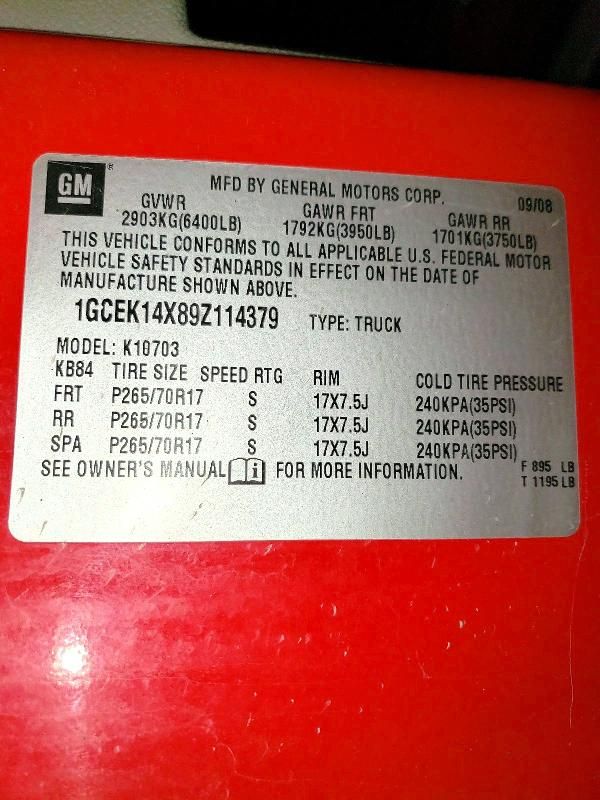 GM ®
MFD BY GENERAL MOTORS CORP. 09/08
GVWR GAWR FRT GAWR RR
2903KG(6400LB) 1792KG(3950LB) 1701KG(3750LB)
THIS VEHICLE CONFORMS TO ALL APPLICABLE U.S. FEDERAL MOTOR
VEHICLE SAFETY STANDARDS IN EFFECT ON THE DATE OF
MANUFACTURE SHOWN ABOVE.
1GCEK14X89Z114379 TYPE: TRUCK
MODEL: K10703
KB84 TIRE SIZE SPEED RTG RIM COLD TIRE PRESSURE
FRT P265/70R17 S 17X7.5J 240KPA(35PSI)
RR P265/70R17 S 17X7.5J 240KPA(35PSI)
SPA P265/70R17 S 17X7.5J 240KPA(35PSI)
SEE OWNER'S MANUAL i FOR MORE INFORMATION. F 895 LB
T 1195 LB